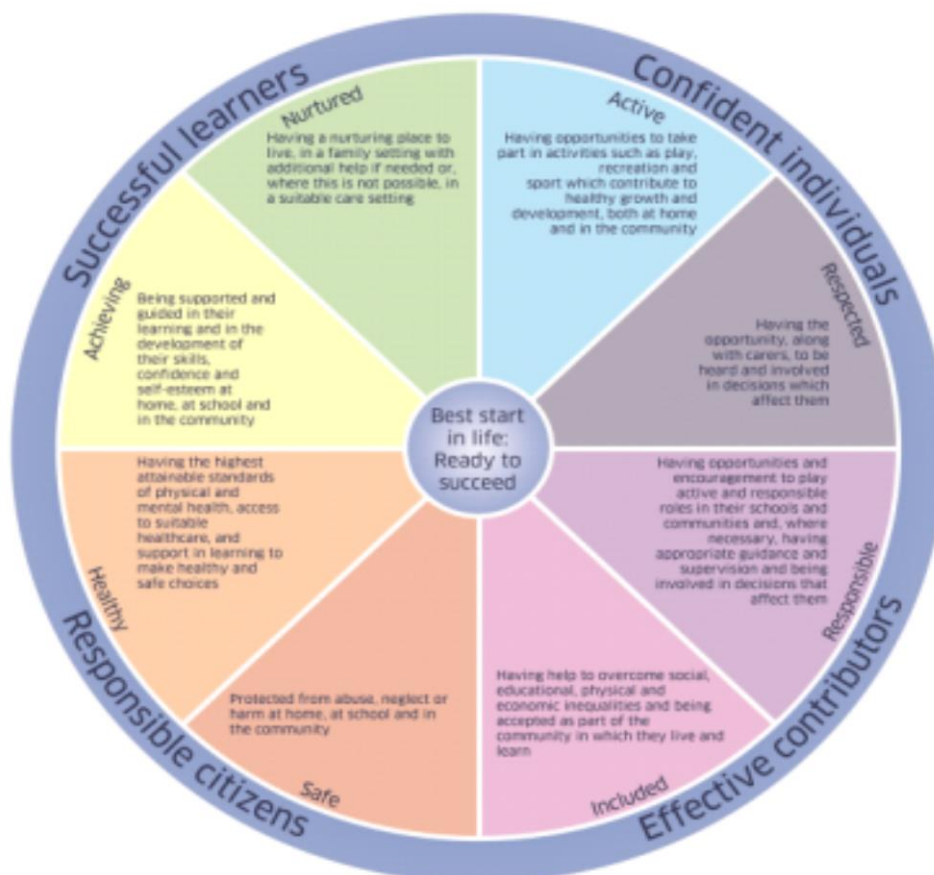 Successful learners
Confident individuals
Nurtured
Having a nurturing place to
live, in a family setting with
additional help if needed or,
where this is not possible, in
a suitable care setting
Active
Having opportunities to take
part in activities such as play,
recreation and
sport which contribute to
healthy growth and
development, both at home
and in the community
Achieving
Being supported and
guided in their
learning and in the
development of
their skills,
confidence and
self-esteem at
home, at school and
in the community
Respected
Having the
opportunity, along
with carers, to be
heard and involved
in decisions which
affect them
Best start
in life:
Ready to
succeed
Healthy
Having the highest
attainable standards
of physical and
mental health, access
to suitable
healthcare, and
support in learning to
make healthy and
safe choices
Responsible
Having opportunities and
encouragement to play
active and responsible
roles in their schools and
communities and, where
necessary, having
appropriate guidance and
supervision and being
involved in decisions that
affect them
Safe
Protected from abuse, neglect or
harm at home, at school and in
the community
Included
Having help to overcome social,
educational, physical and
economic inequalities and being
accepted as part of the
community in which they live and
learn
Responsible citizens
Effective contributors